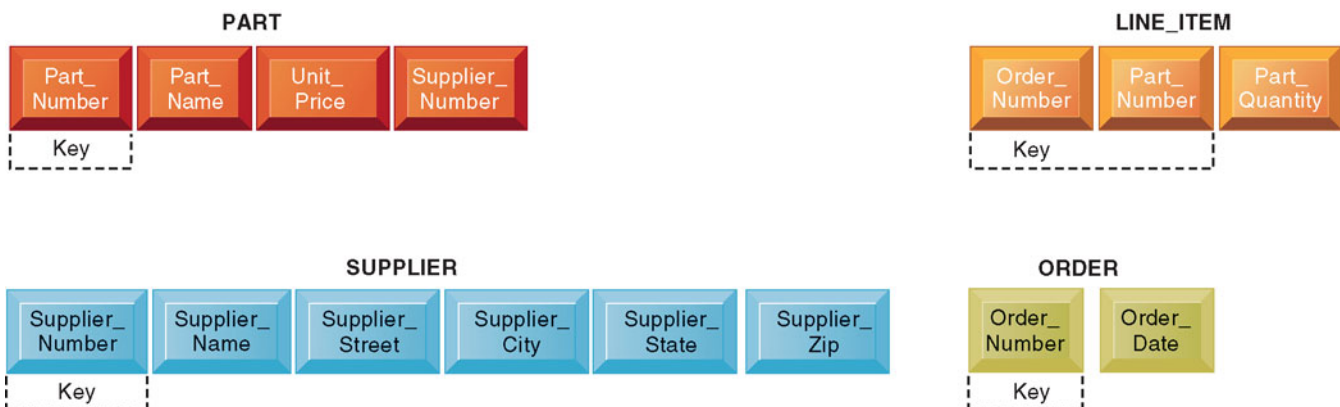 PART
Part_
Number
Part_
Name
Unit_
Price
Supplier_
Number
Key
LINE_ITEM
Order_
Number
Part_
Number
Part_
Quantity
Key
SUPPLIER
Supplier_
Number
Supplier_
Name
Supplier_
Street
Supplier_
City
Supplier_
State
Supplier_
Zip
Key
ORDER
Order_
Number
Order_
Date
Key